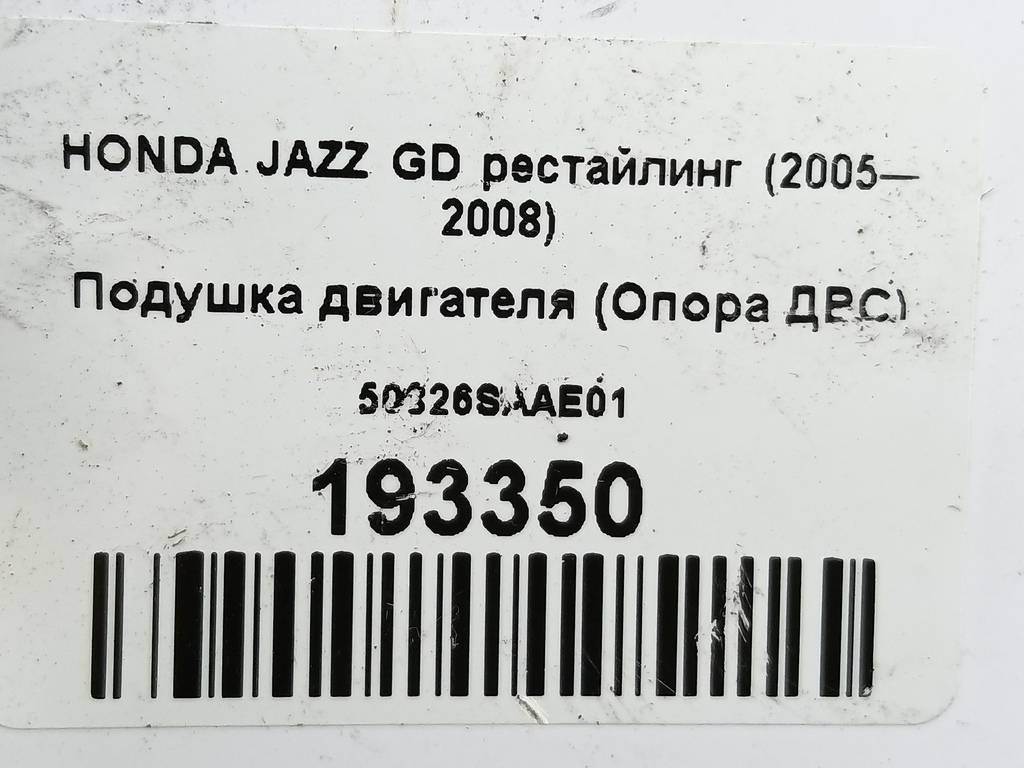 HONDA JAZZ GD рестайлинг (2005—
2008)
Подушка двигателя (Опора ДВС)
50326SAAE01
193350